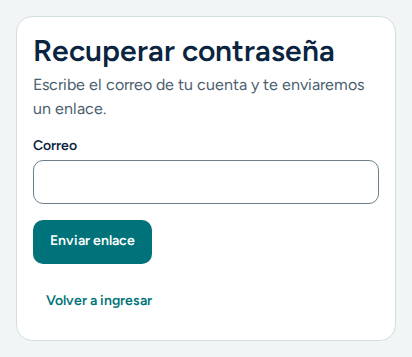 Recuperar contraseña
Escribe el correo de tu cuenta y te enviaremos
un enlace.
Correo
Enviar enlace
Volver a ingresar